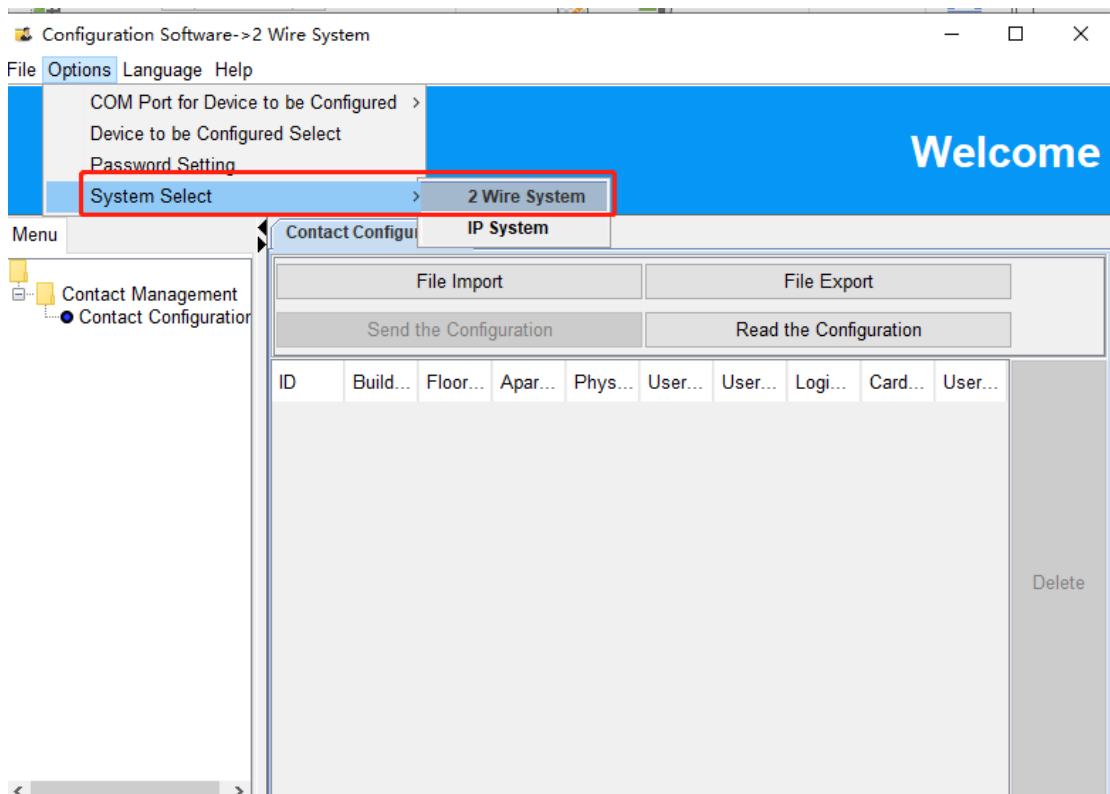 Configuration Software->2 Wire System
File Options Language Help
COM Port for Device to be Configured >
Device to be Configured Select
Password Setting
System Select > 2 Wire System
IP System
Welcome
Menu
Contact Configu
Contact Management
Contact Configuration
File Import File Export
Send the Configuration Read the Configuration
ID Build... Floor... Apar... Phys... User... User... Logi... Card... User...
Delete